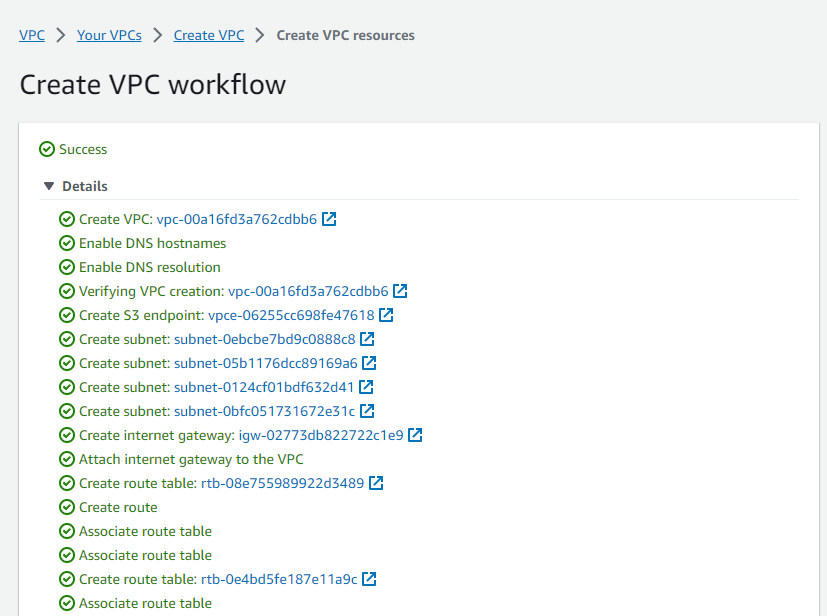 VPC > Your VPCs > Create VPC > Create VPC resources
Create VPC workflow
Success
Details
Create VPC: vpc-00a16fd3a762cdbb6
Enable DNS hostnames
Enable DNS resolution
Verifying VPC creation: vpc-00a16fd3a762cdbb6
Create S3 endpoint: vpce-06255cc698fe47618
Create subnet: subnet-0ebcbe7bd9c0888c8
Create subnet: subnet-05b1176dcc89169a6
Create subnet: subnet-0124cf01bdf632d41
Create subnet: subnet-0bfc051731672e31c
Create internet gateway: igw-02773db822722c1e9
Attach internet gateway to the VPC
Create route table: rtb-08e755989922d3489
Create route
Associate route table
Associate route table
Create route table: rtb-0e4bd5fe187e11a9c
Associate route table